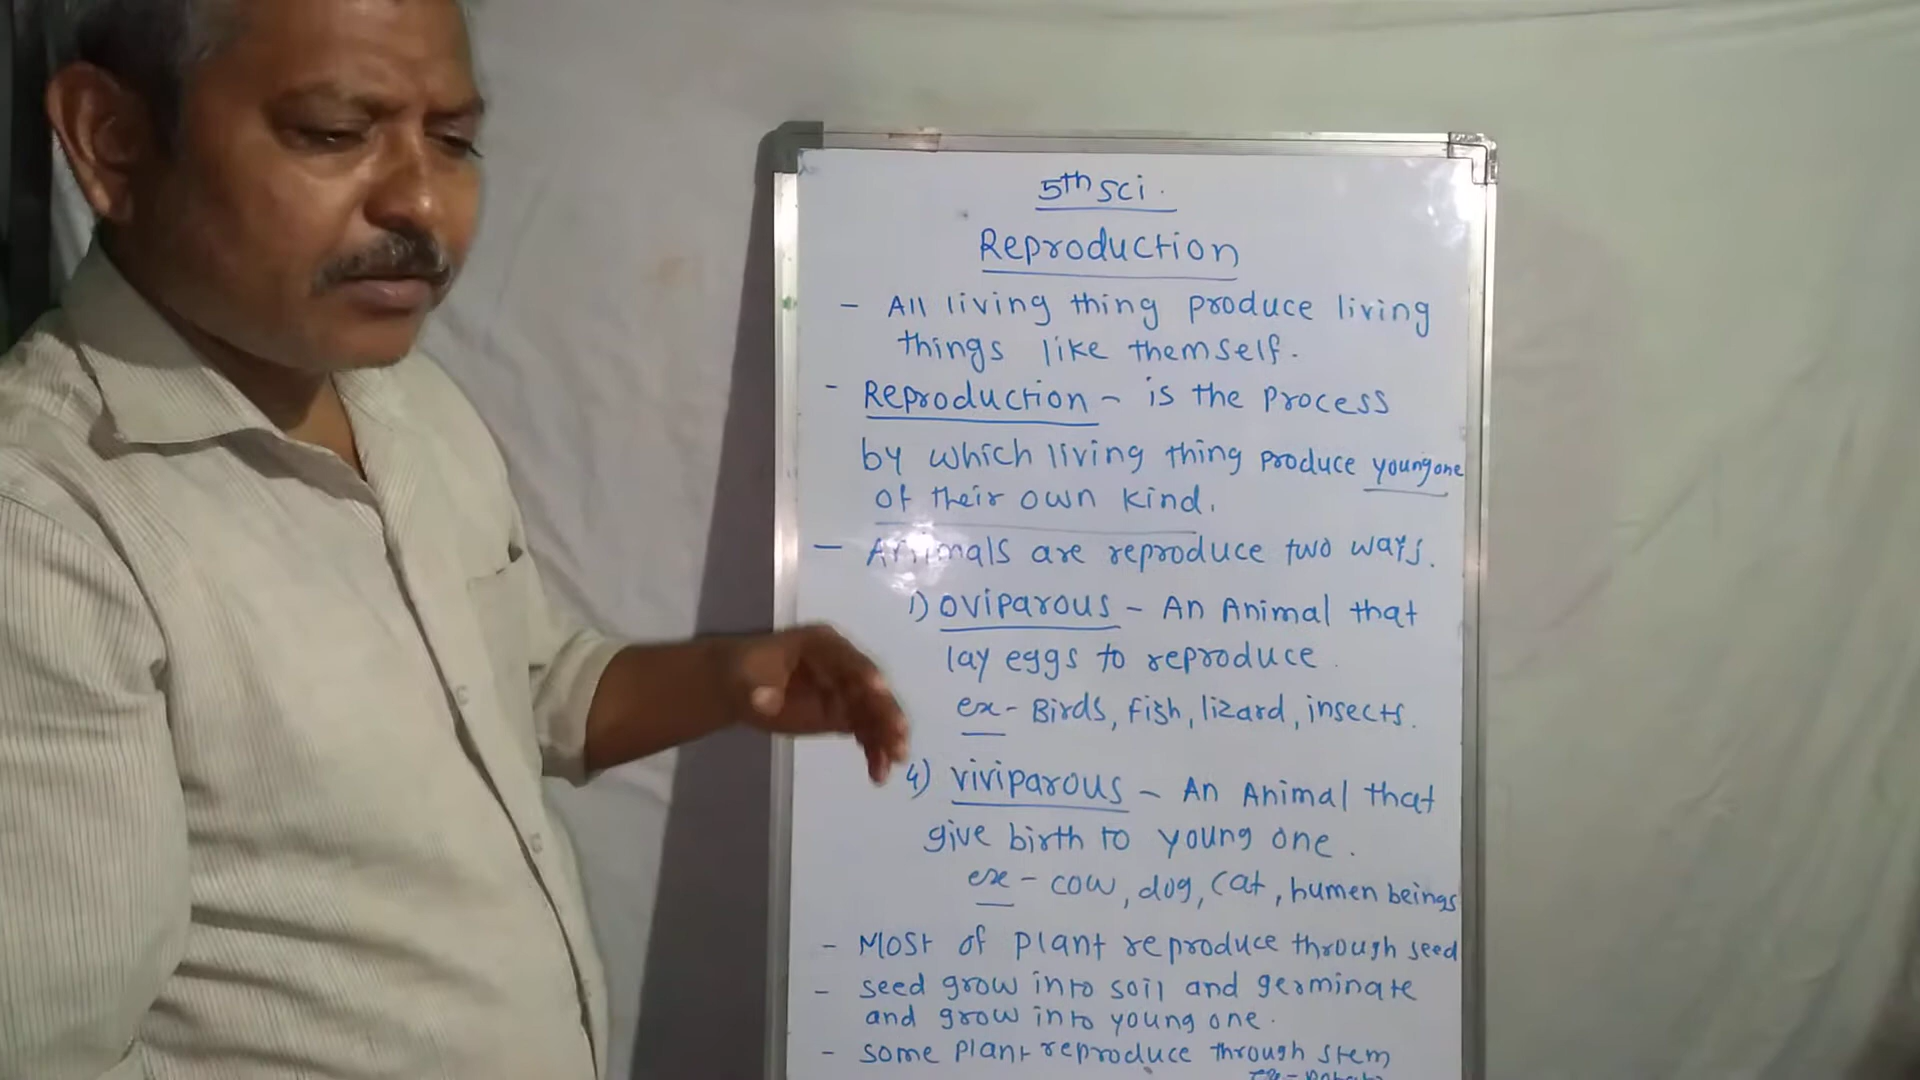 5th Sci.
Reproduction
- All living thing produce living
things like themself.
- Reproduction - is the process
by which living thing produce young one
of their own kind.
- Animals are reproduce two ways.
1) oviparous - An Animal that
lay eggs to reproduce.
ex - Birds, fish, lizard, insects.
4) viviparous - An Animal that
give birth to young one.
ex - cow, dog, cat, humen beings
- Most of plant reproduce through seed
- seed grow into soil and germinate
and grow into young one.
- some plant reproduce through stem